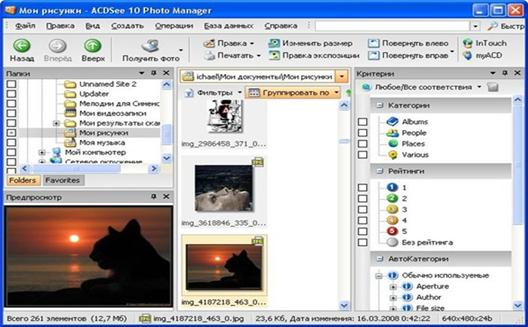 Мои рисунки - ACDSee 10 Photo Manager
Файл Правка Создать Операции База данных Справка Быстр
Назад Вперёд Вверх Получить фото Правка Изменить размер Повернуть влево InTouch
Печатать Правка экспозиции Повернуть вправ myACD
Папки
Unnamed Site 2
Updater
Мелодии для Сименс
Мои видеозаписи
Мои результаты ска
Мои рисунки
Моя музыка
Мой компьютер
Сетевое окружение
Folders Favorites
Предпросмотр
ichael\Мои документы\Мои рисунки
Фильтры Группировать по
img_2986458_371_0...
img_3618846_335_0...
img_4187218_463_0...
Критерии
Любое/Все соответствия
Категории
Albums
People
Places
Various
Рейтинги
1
2
3
4
5
Без рейтинга
АвтоКатегории
Обычно используемые
Aperture
Author
File size
Всего 261 элементов (12,7 Мб) img_4187218_463_0.jpg 23,6 Кб, Дата изменения: 16.03.2008 0:42:22 640x480x24b